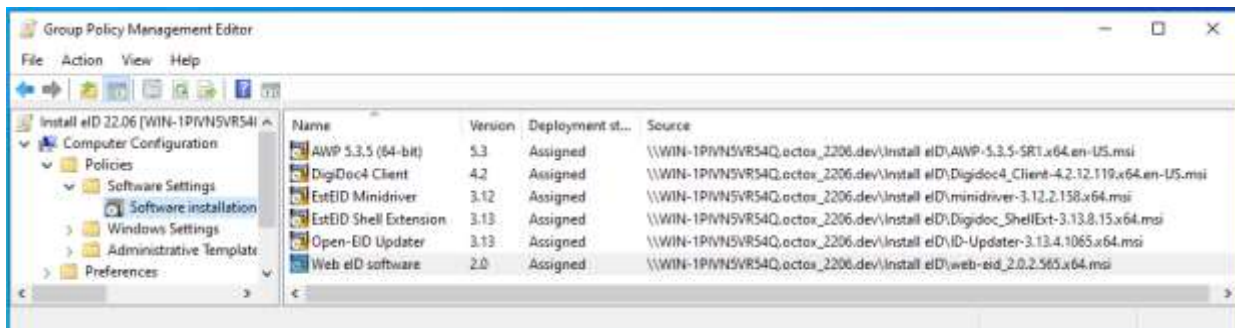 Group Policy Management Editor
File Action View Help
Install eID 22.06 [WIN-1PIVN5VR54
Computer Configuration
Policies
Software Settings
Software installation
Windows Settings
Administrative Template
Preferences
Name Version Deployment st... Source
AWP 5.3.5 (64-bit) 5.3 Assigned \\WIN-1PIVN5VR54Q.octox_2206.dev\Install eID\AWP-5.3.5-SR1.x64.en-US.msi
DigiDoc4 Client 4.2 Assigned \\WIN-1PIVN5VR54Q.octox_2206.dev\Install eID\Digidoc4_Client-4.2.12.119.x64.en-US.msi
EstEID Minidriver 3.12 Assigned \\WIN-1PIVN5VR54Q.octox_2206.dev\Install eID\minidriver-3.12.2.158.x64.msi
EstEID Shell Extension 3.13 Assigned \\WIN-1PIVN5VR54Q.octox_2206.dev\Install eID\Digidoc_ShellExt-3.13.8.15.x64.msi
Open-EID Updater 3.13 Assigned \\WIN-1PIVN5VR54Q.octox_2206.dev\Install eID\ID-Updater-3.13.4.1065.x64.msi
Web eID software 2.0 Assigned \\WIN-1PIVN5VR54Q.octox_2206.dev\Install eID\web-eid_2.0.2.565.x64.msi